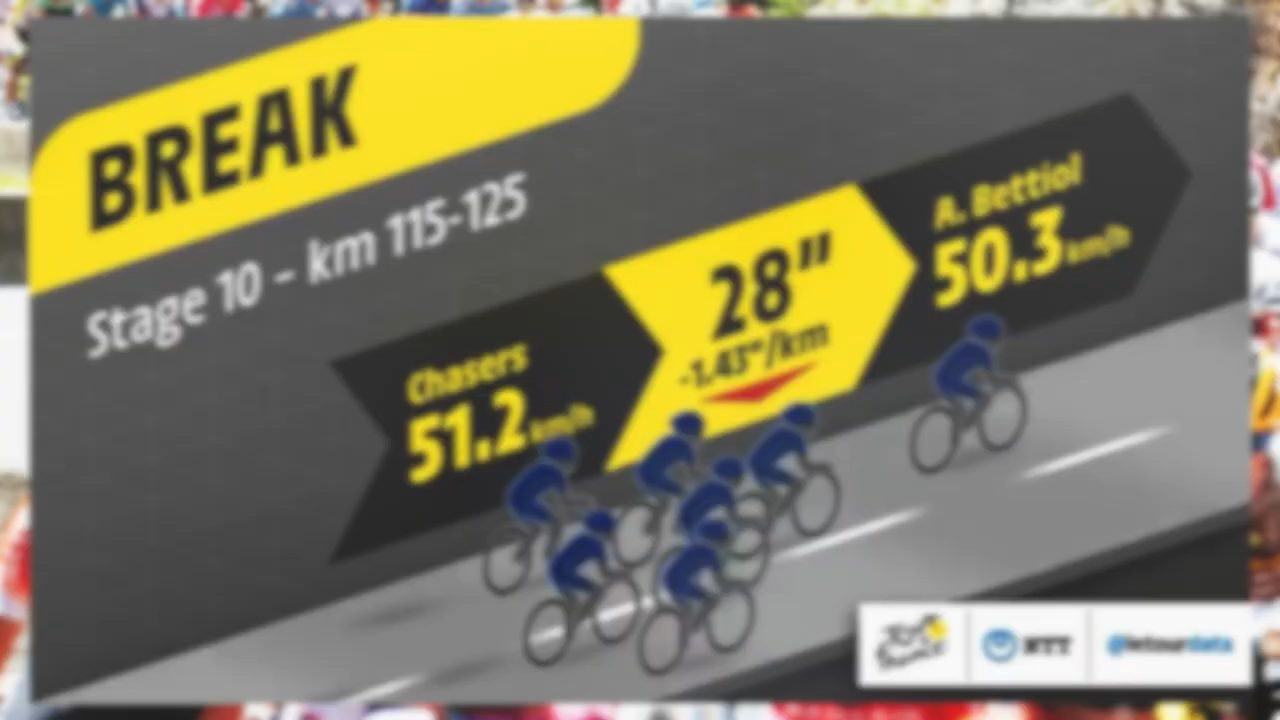 BREAK
Stage 10 - km 115-125
A. Bettiol
50.3 km/h
28"
-1.43"/km
Chasers
51.2 km/h
NTT
@letourdata